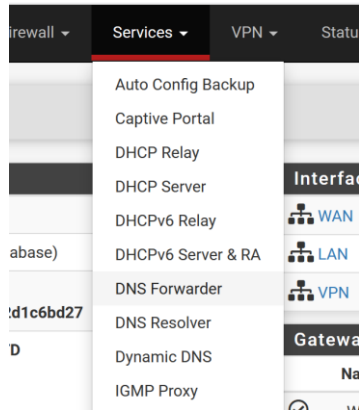 irewall
Services
VPN
Statu
Auto Config Backup
Captive Portal
DHCP Relay
DHCP Server
Interfac
DHCPv6 Relay
WAN
abase)
DHCPv6 Server & RA
LAN
DNS Forwarder
VPN
2d1c6bd27
DNS Resolver
Gatewa
D
Dynamic DNS
Na
IGMP Proxy